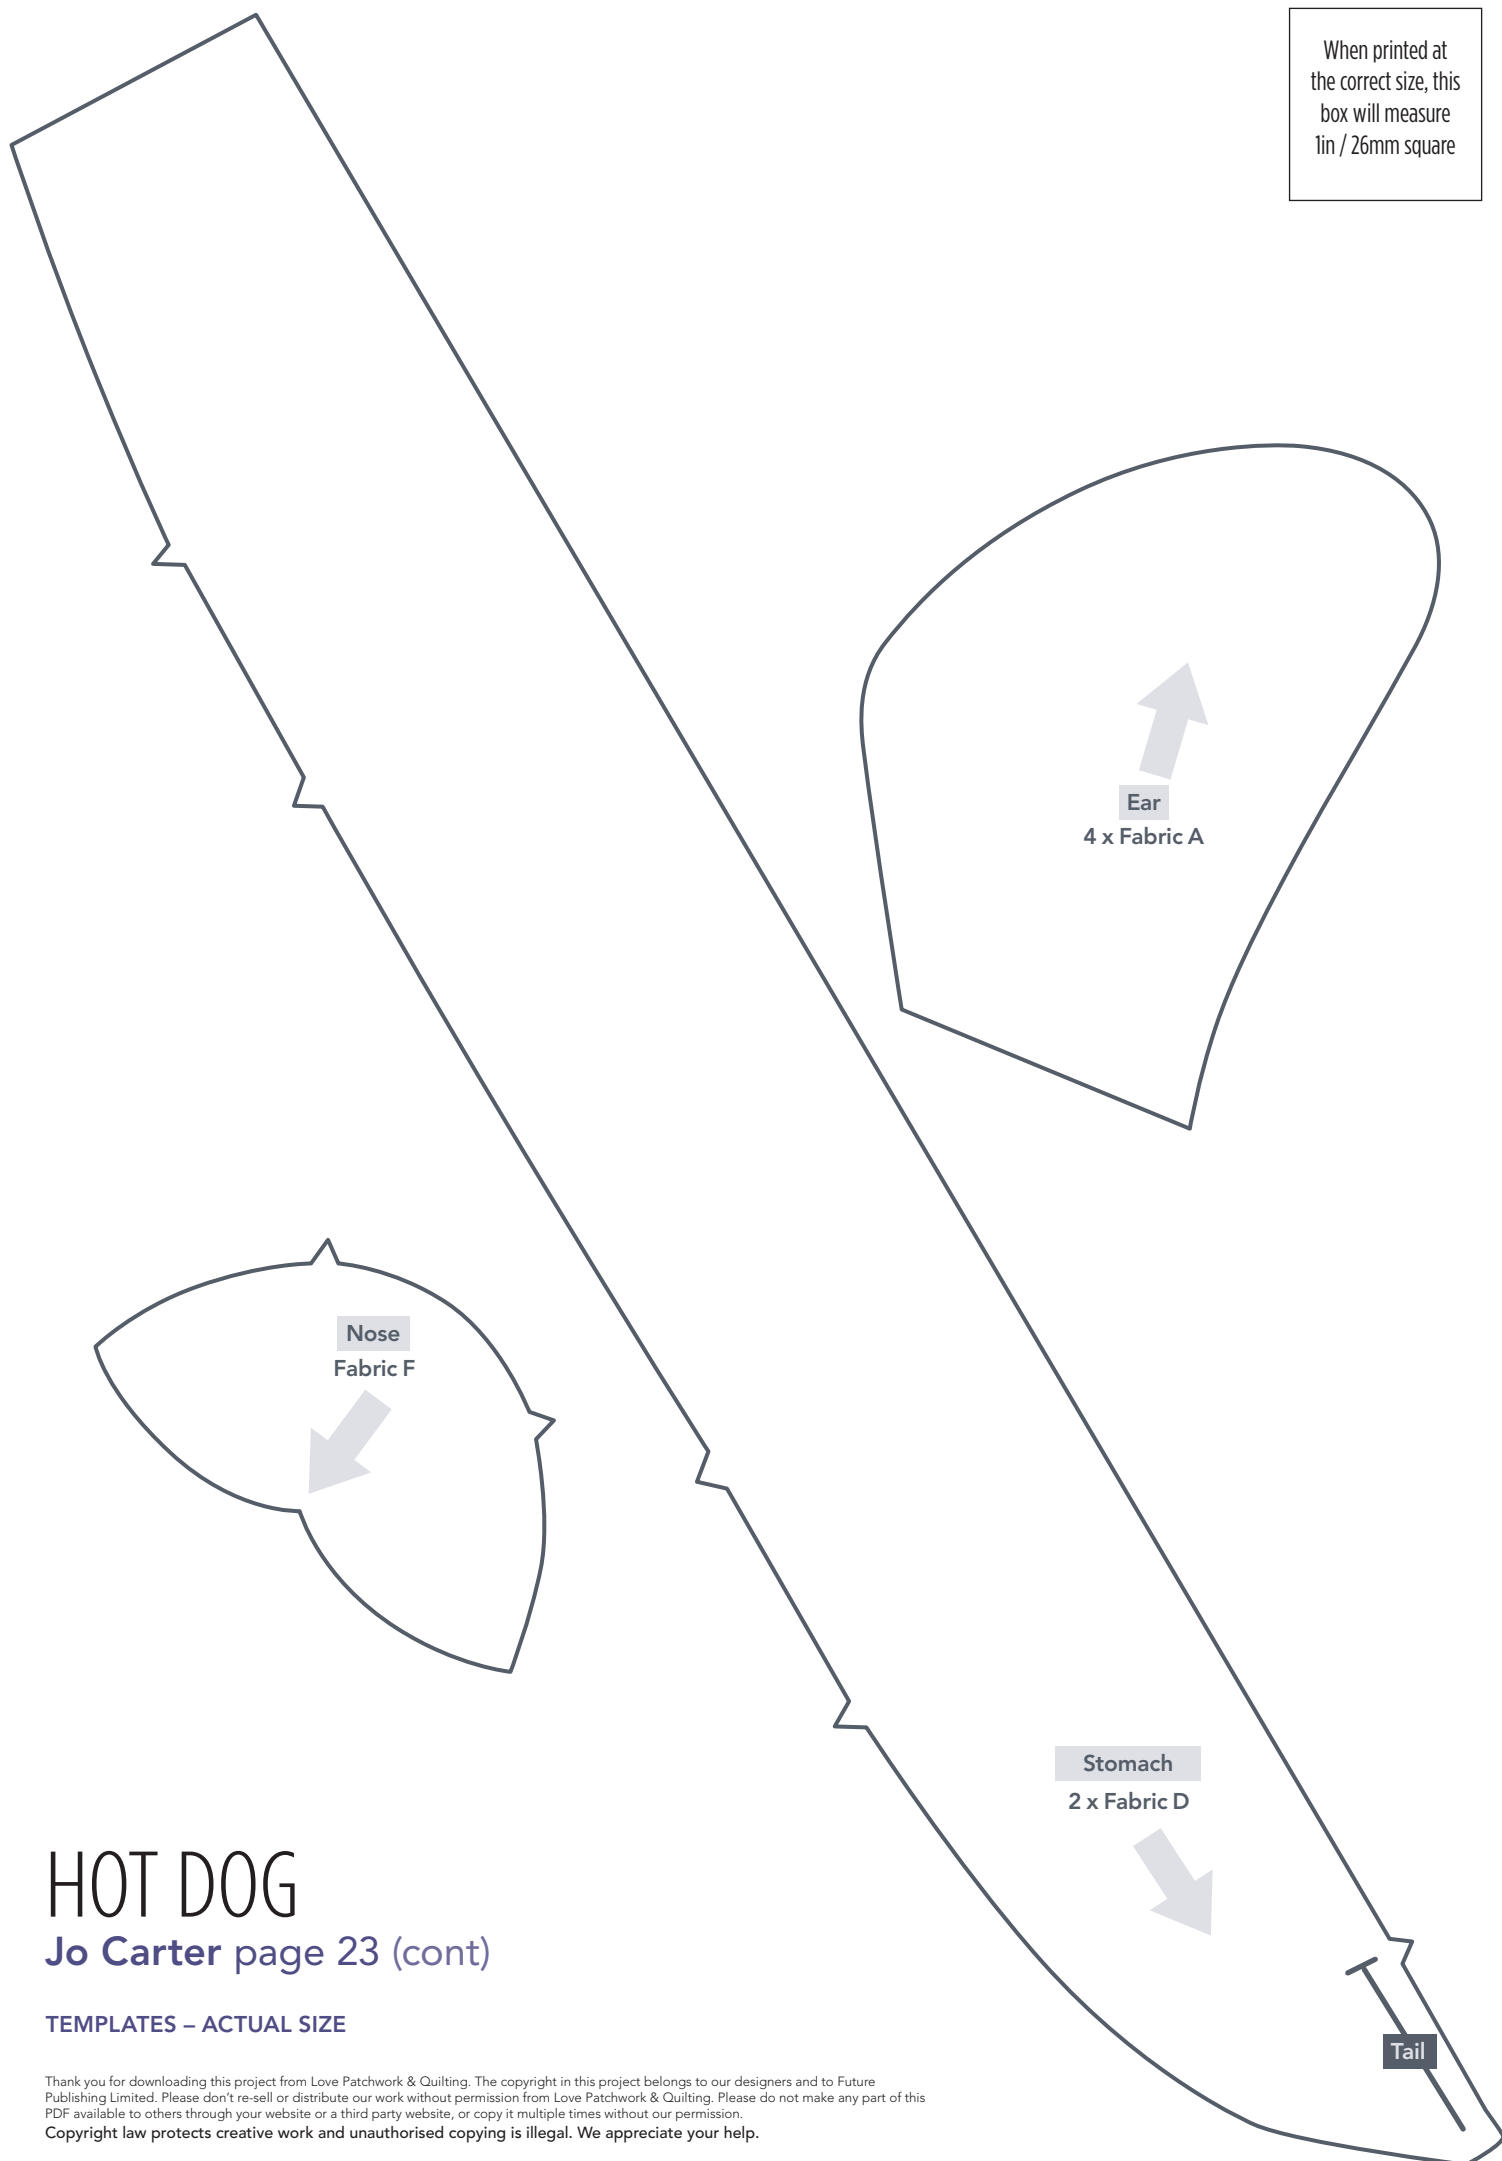 When printed at
the correct size, this
box will measure
1in / 26mm square
Ear
4 x Fabric A
Nose
Fabric F
Stomach
2 x Fabric D
Tail
HOT DOG
Jo Carter page 23 (cont)
TEMPLATES – ACTUAL SIZE
Thank you for downloading this project from Love Patchwork & Quilting. The copyright in this project belongs to our designers and to Future
Publishing Limited. Please don't re-sell or distribute our work without permission from Love Patchwork & Quilting. Please do not make any part of this
PDF available to others through your website or a third party website, or copy it multiple times without our permission.
Copyright law protects creative work and unauthorised copying is illegal. We appreciate your help.